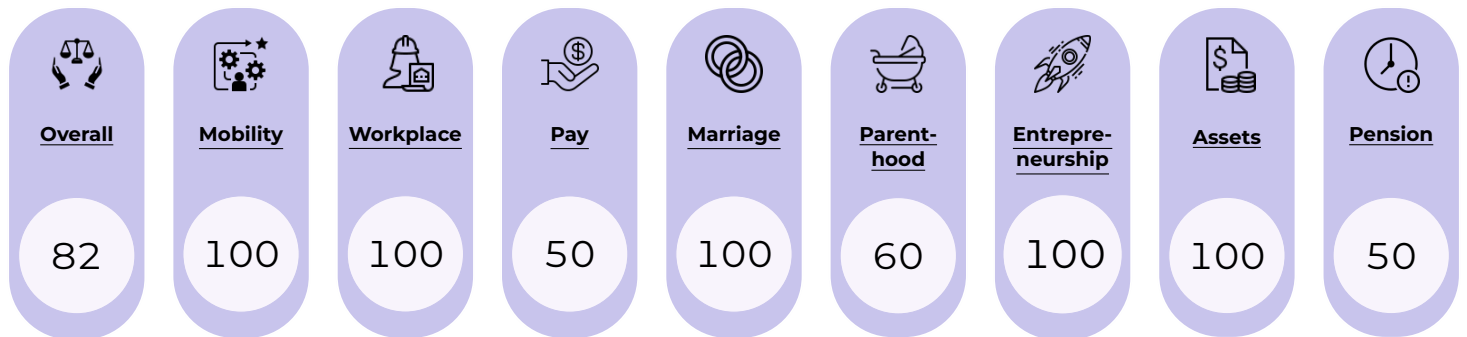 Overall
82
Mobility
100
Workplace
100
Pay
50
Marriage
100
Parent-
hood
60
Entrepre-
neurship
100
$
Assets
100
Pension
50